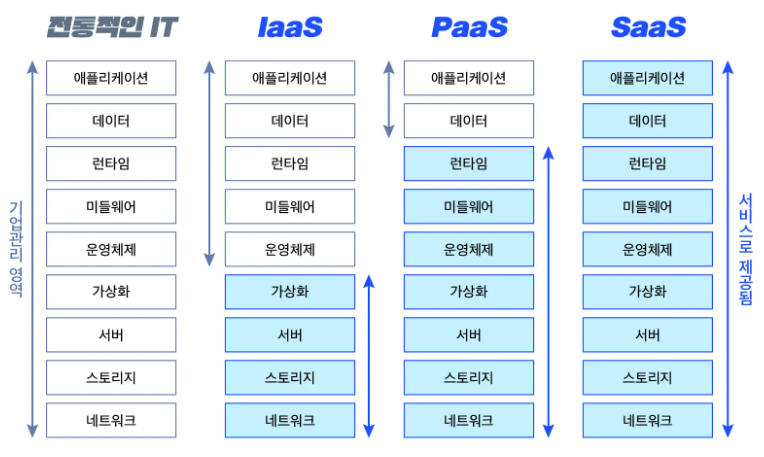 전통적인 IT
IaaS
PaaS
SaaS
기업관리 영역
애플리케이션
데이터
런타임
미들웨어
운영체제
가상화
서버
스토리지
네트워크
애플리케이션
데이터
런타임
미들웨어
운영체제
가상화
서버
스토리지
네트워크
애플리케이션
데이터
런타임
미들웨어
운영체제
가상화
서버
스토리지
네트워크
애플리케이션
데이터
런타임
미들웨어
운영체제
가상화
서버
스토리지
네트워크
서비스로 제공됨